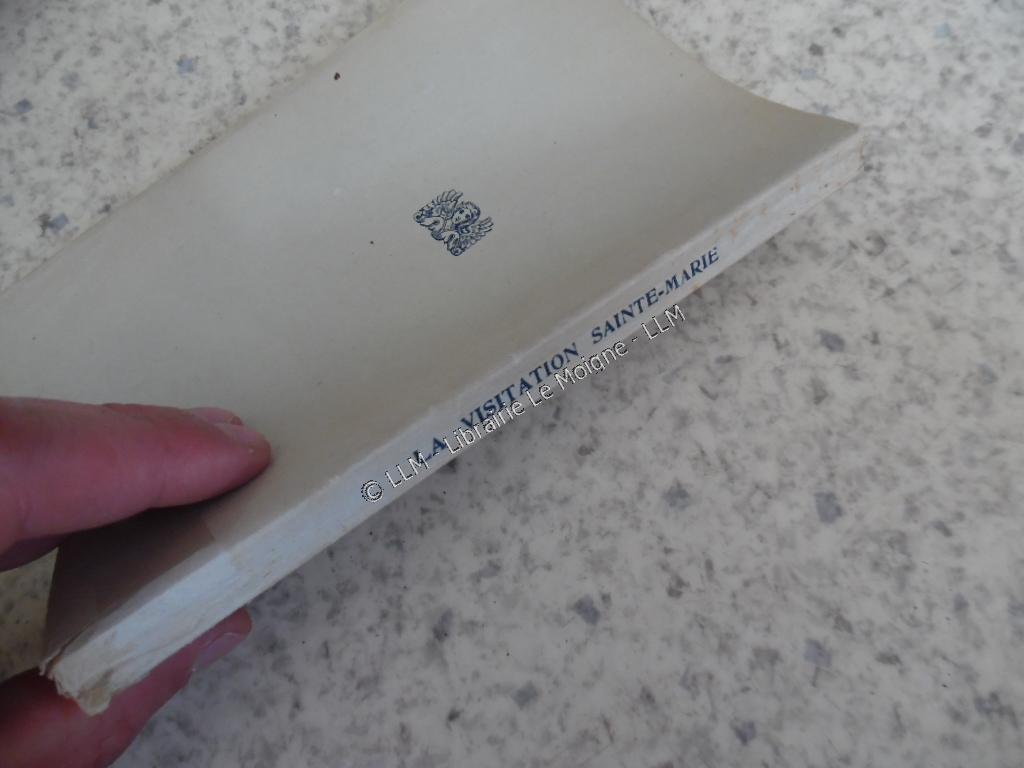 LA VISITATION SAINTE-MARIE
© LLM - Librairie Le Moigne - LLM